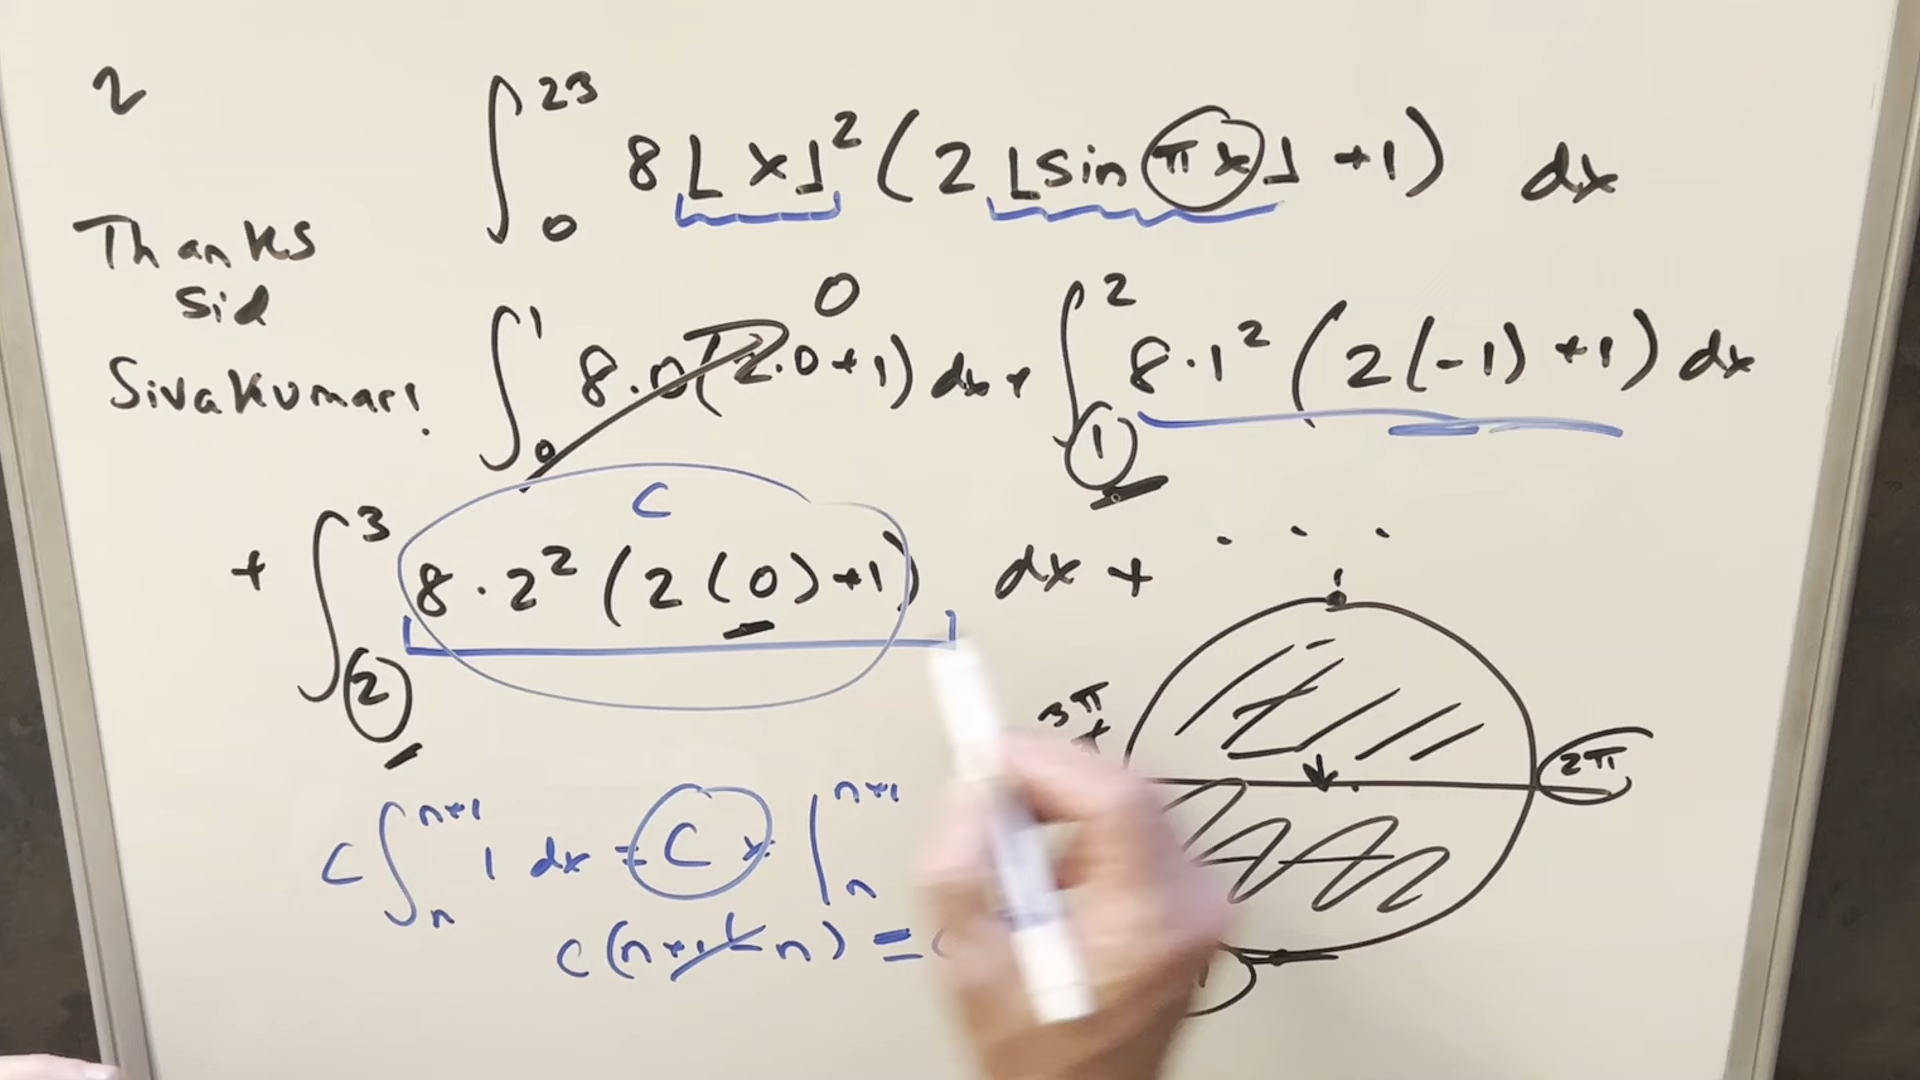 2
∫₀²³ 8⌊x⌋²(2⌊sin πx⌋+1) dx
Thanks
Sid
Sivakumar!
∫₀¹ 8·0(2·0+1)dx + ∫₁² 8·1²(2(-1)+1)dx
0
C
+ ∫₂³ 8·2²(2(0)+1) dx + ...
1
3π
2π
c ∫ₙⁿ⁺¹ 1 dx = C x |ₙⁿ⁺¹
c(n+1-n) =